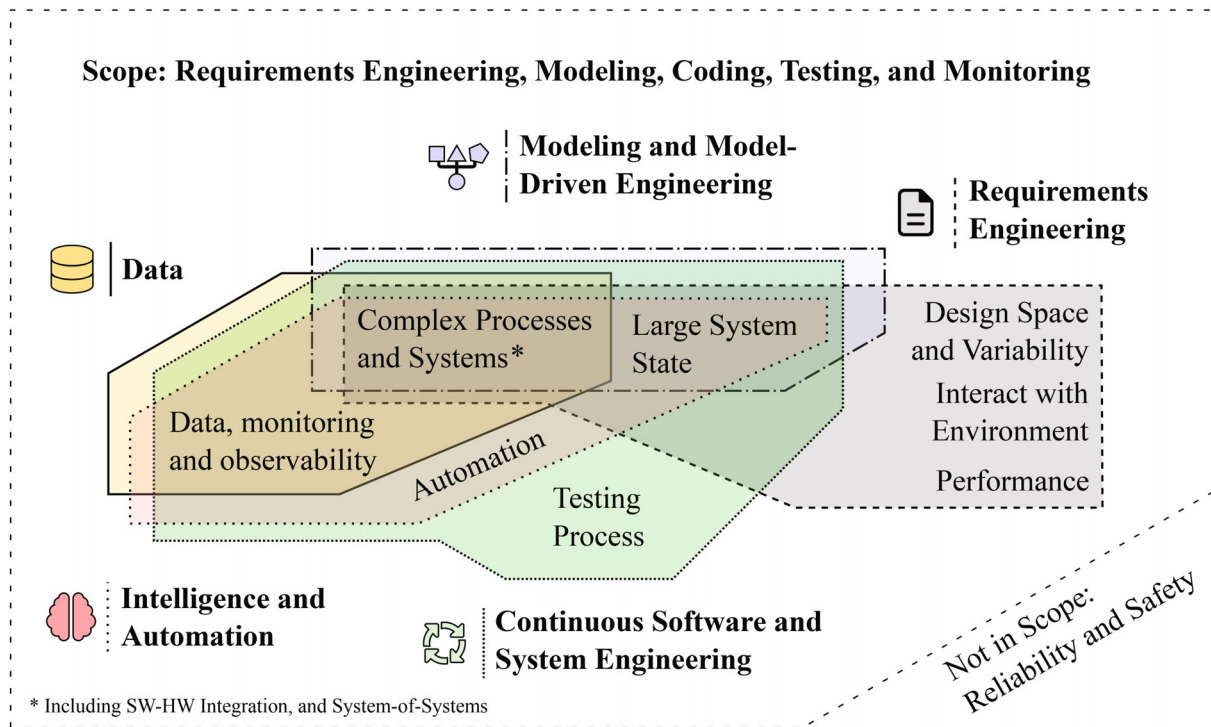 Scope: Requirements Engineering, Modeling, Coding, Testing, and Monitoring
Modeling and Model-
Driven Engineering
Requirements
Engineering
Data
Complex Processes
and Systems*
Large System
State
Design Space
and Variability
Interact with
Environment
Performance
Data, monitoring
and observability
Automation
Testing
Process
Intelligence and
Automation
Continuous Software and
System Engineering
Not in Scope:
Reliability and Safety
* Including SW-HW Integration, and System-of-Systems